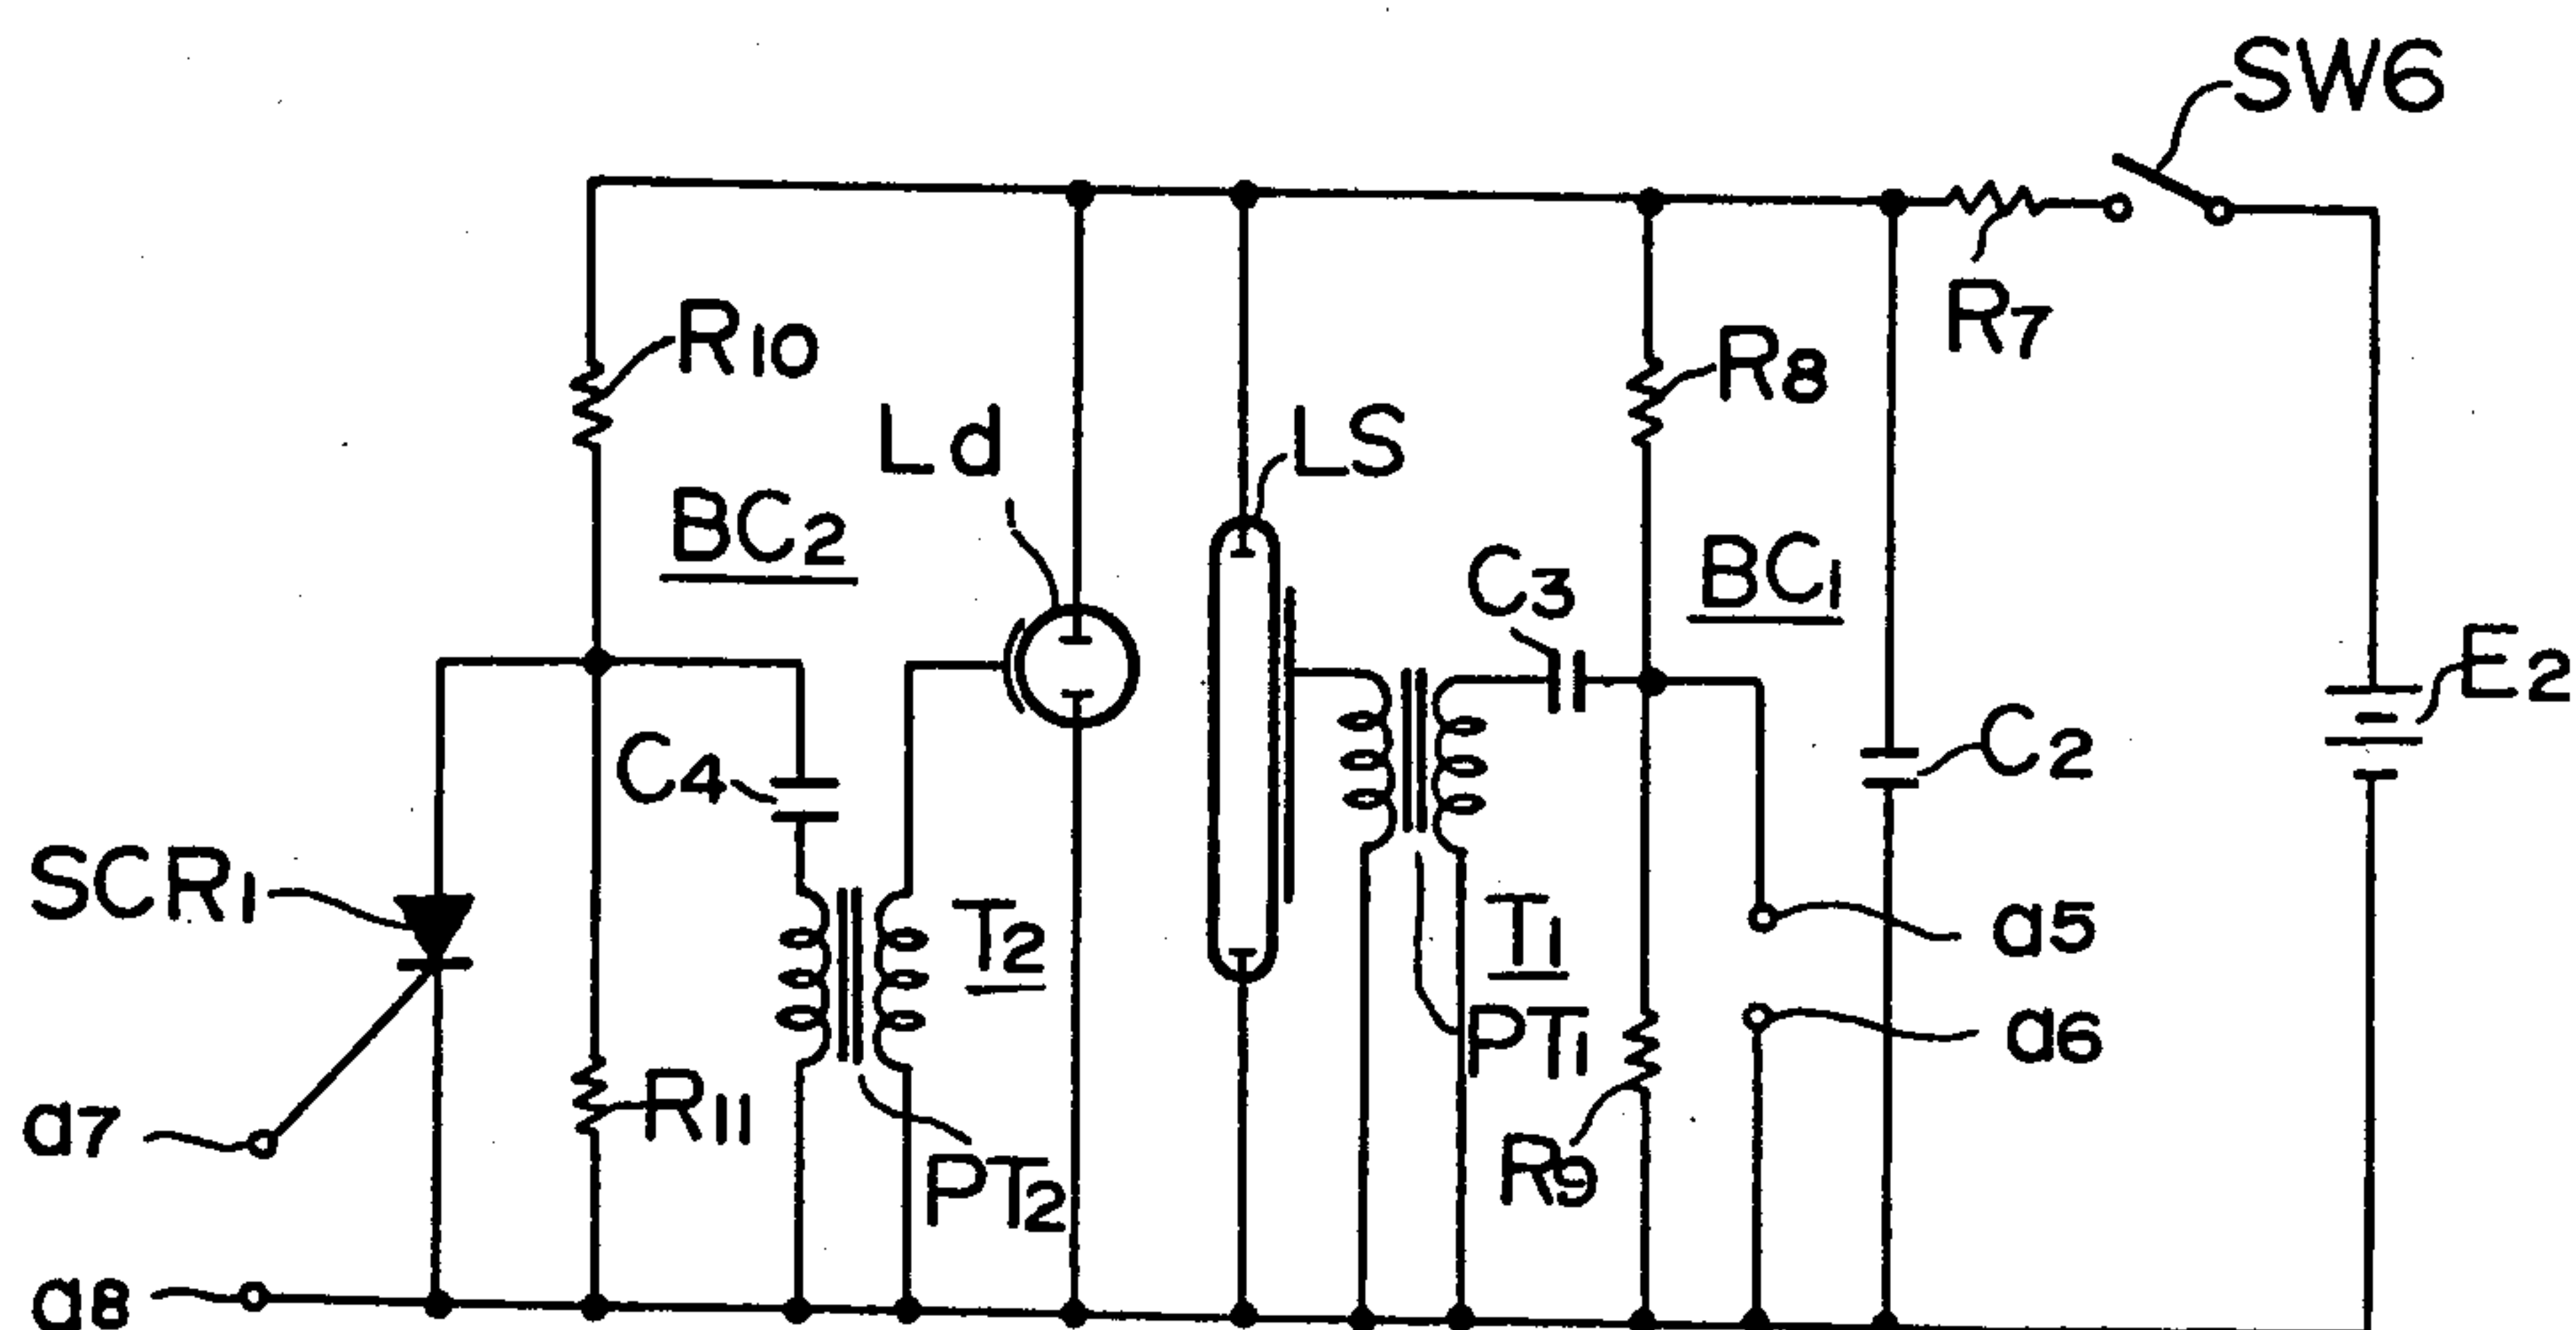 SW6
R7
R10
R8
Ld
LS
BC2
C3
BC1
E2
C4
C2
SCR1
T2
T1
a5
PT1
a6
a7
R11
PT2
R9
a8